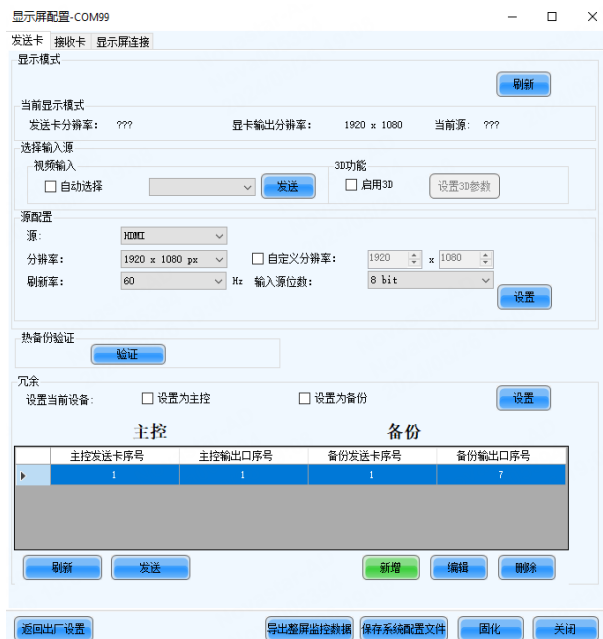 显示屏配置-COM99
发送卡 接收卡 显示屏连接
显示模式
刷新
当前显示模式
发送卡分辨率: ??? 显卡输出分辨率: 1920 x 1080 当前源: ???
选择输入源
视频输入 3D功能
自动选择 发送 启用3D 设置3D参数
源配置
源: HDMI
分辨率: 1920 x 1080 px 自定义分辨率: 1920 x 1080
刷新率: 60 Hz 输入源位数: 8 bit
设置
热备份验证
验证
冗余
设置当前设备: 设置为主控 设置为备份 设置
主控 备份
主控发送卡序号 主控输出口序号 备份发送卡序号 备份输出口序号
1 1 1 7
刷新 发送 新增 编辑 删除
返回出厂设置 导出整屏监控数据 保存系统配置文件 固化 关闭